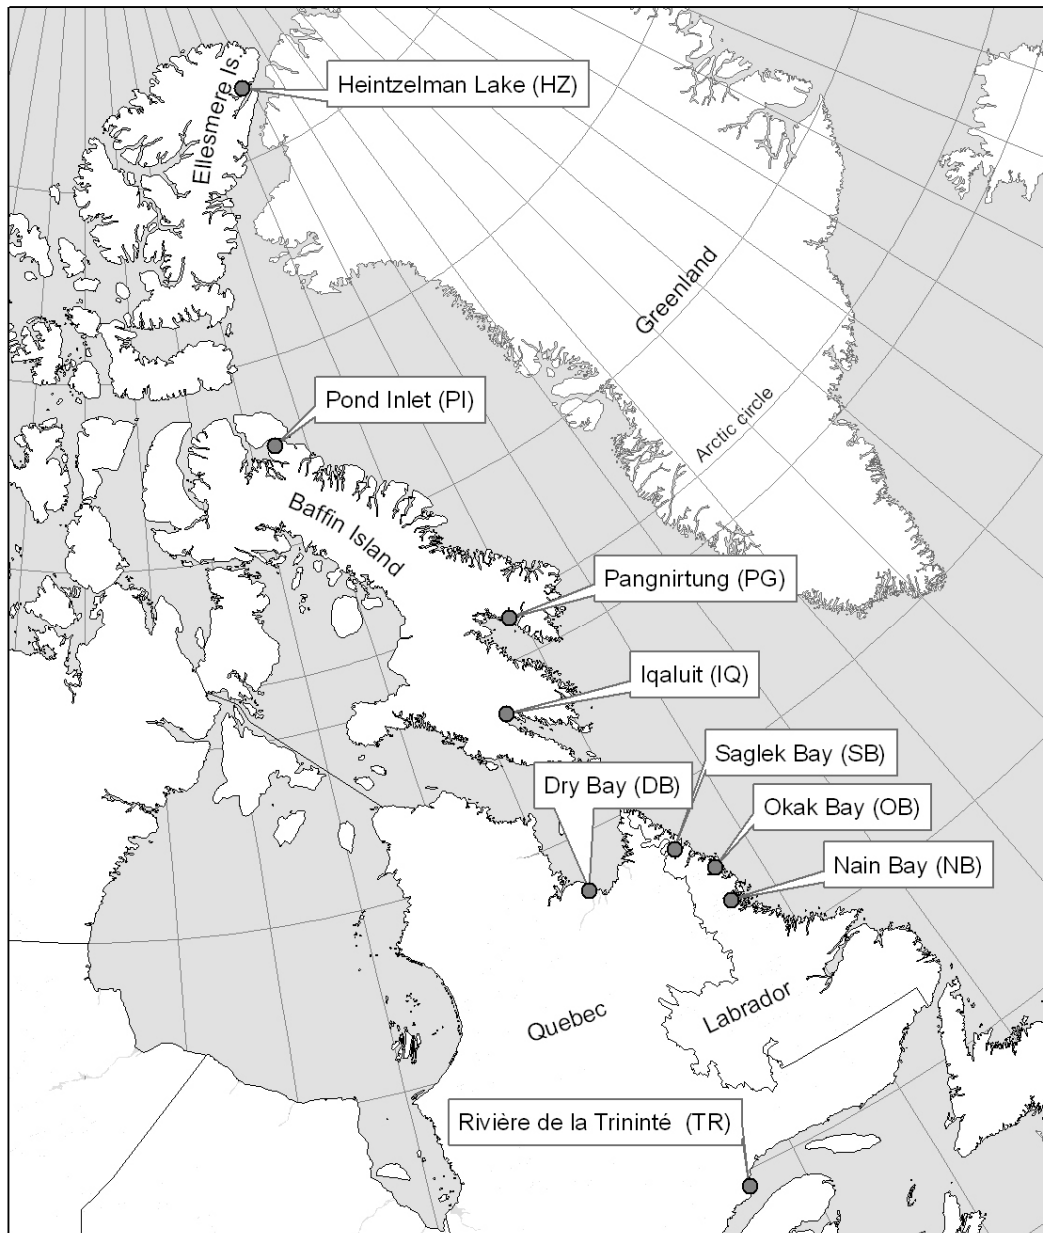 Ellesmere Is.
Heintzelman Lake (HZ)
Greenland
Pond Inlet (PI)
Arctic circle
Baffin Island
Pangnirtung (PG)
Iqaluit (IQ)
Saglek Bay (SB)
Dry Bay (DB)
Okak Bay (OB)
Nain Bay (NB)
Quebec
Labrador
Rivière de la Trininté (TR)